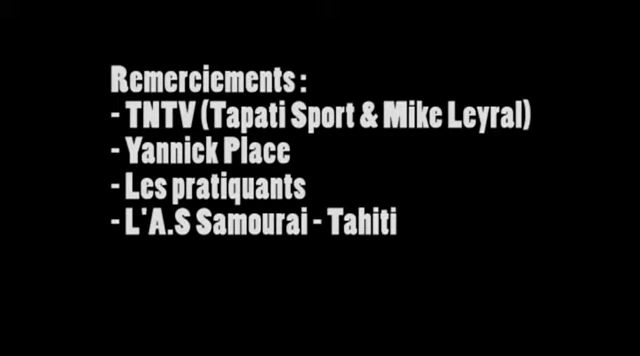 Remerciements :
- TNTV (Tapati Sport & Mike Leyral)
- Yannick Place
- Les pratiquants
- L'A.S Samourai - Tahiti